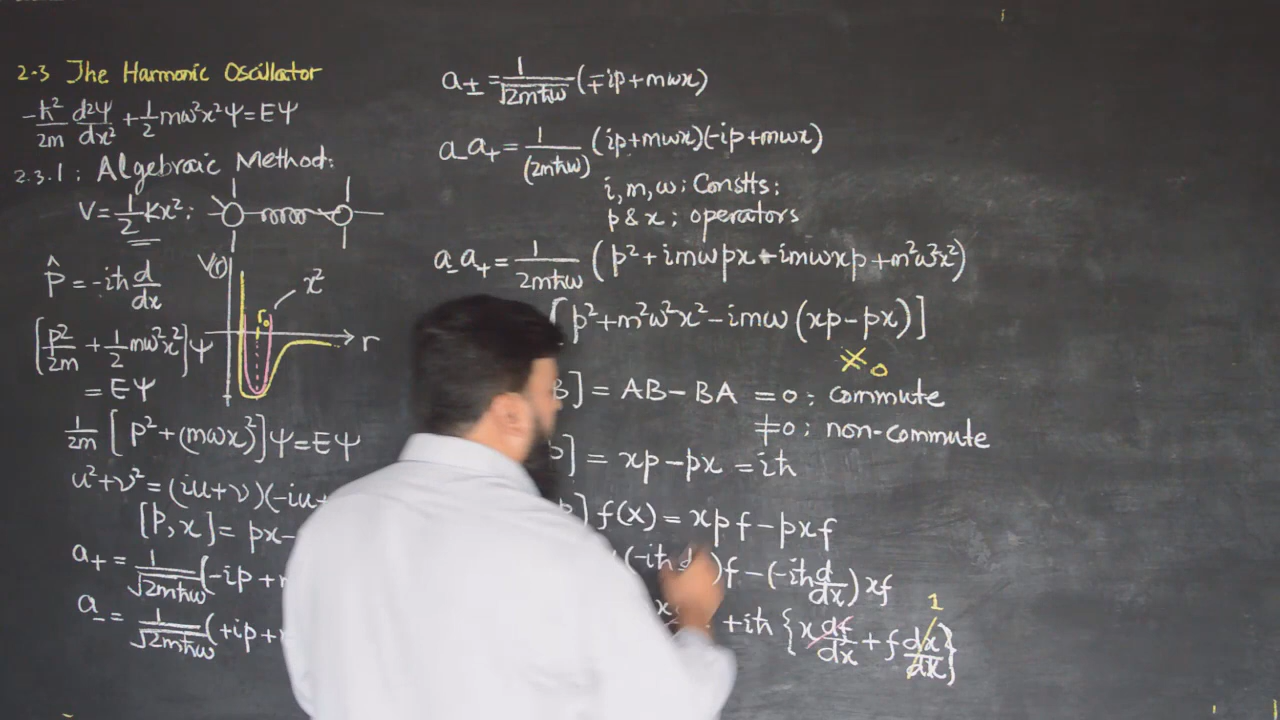 2.3 The Harmonic Oscillator
-ħ²/2m d²Ψ/dx² + 1/2 mω²x²Ψ = EΨ
2.3.1: Algebraic Method:
V = 1/2 Kx²:
V(r)
x²
r₀
r
P̂ = -iħ d/dx
[p²/2m + 1/2 mω²x²]Ψ
= EΨ
1/2m [p² + (mωx)²]Ψ = EΨ
u² + v² = (iu + v)(-iu +
[p, x] = px -
a₊ = 1/√2mħω (-ip +
a₋ = 1/√2mħω (+ip +
a± = 1/√2mħω (∓ip + mωx)
a₋a₊ = 1/(2mħω) (ip + mωx)(-ip + mωx)
i, m, ω: Constts:
p & x; operators
a₋a₊ = 1/2mħω (p² + imωpx - imωxp + m²ω²x²)
[p² + m²ω²x² - imω(xp - px)]
0
B] = AB - BA = 0: commute
≠0: non-commute
p] = xp - px = iħ
p] f(x) = xpf - pxf
(-iħ d )f - (-iħ d/dx) xf
x +iħ {x df/dx + f dx/dx}
1